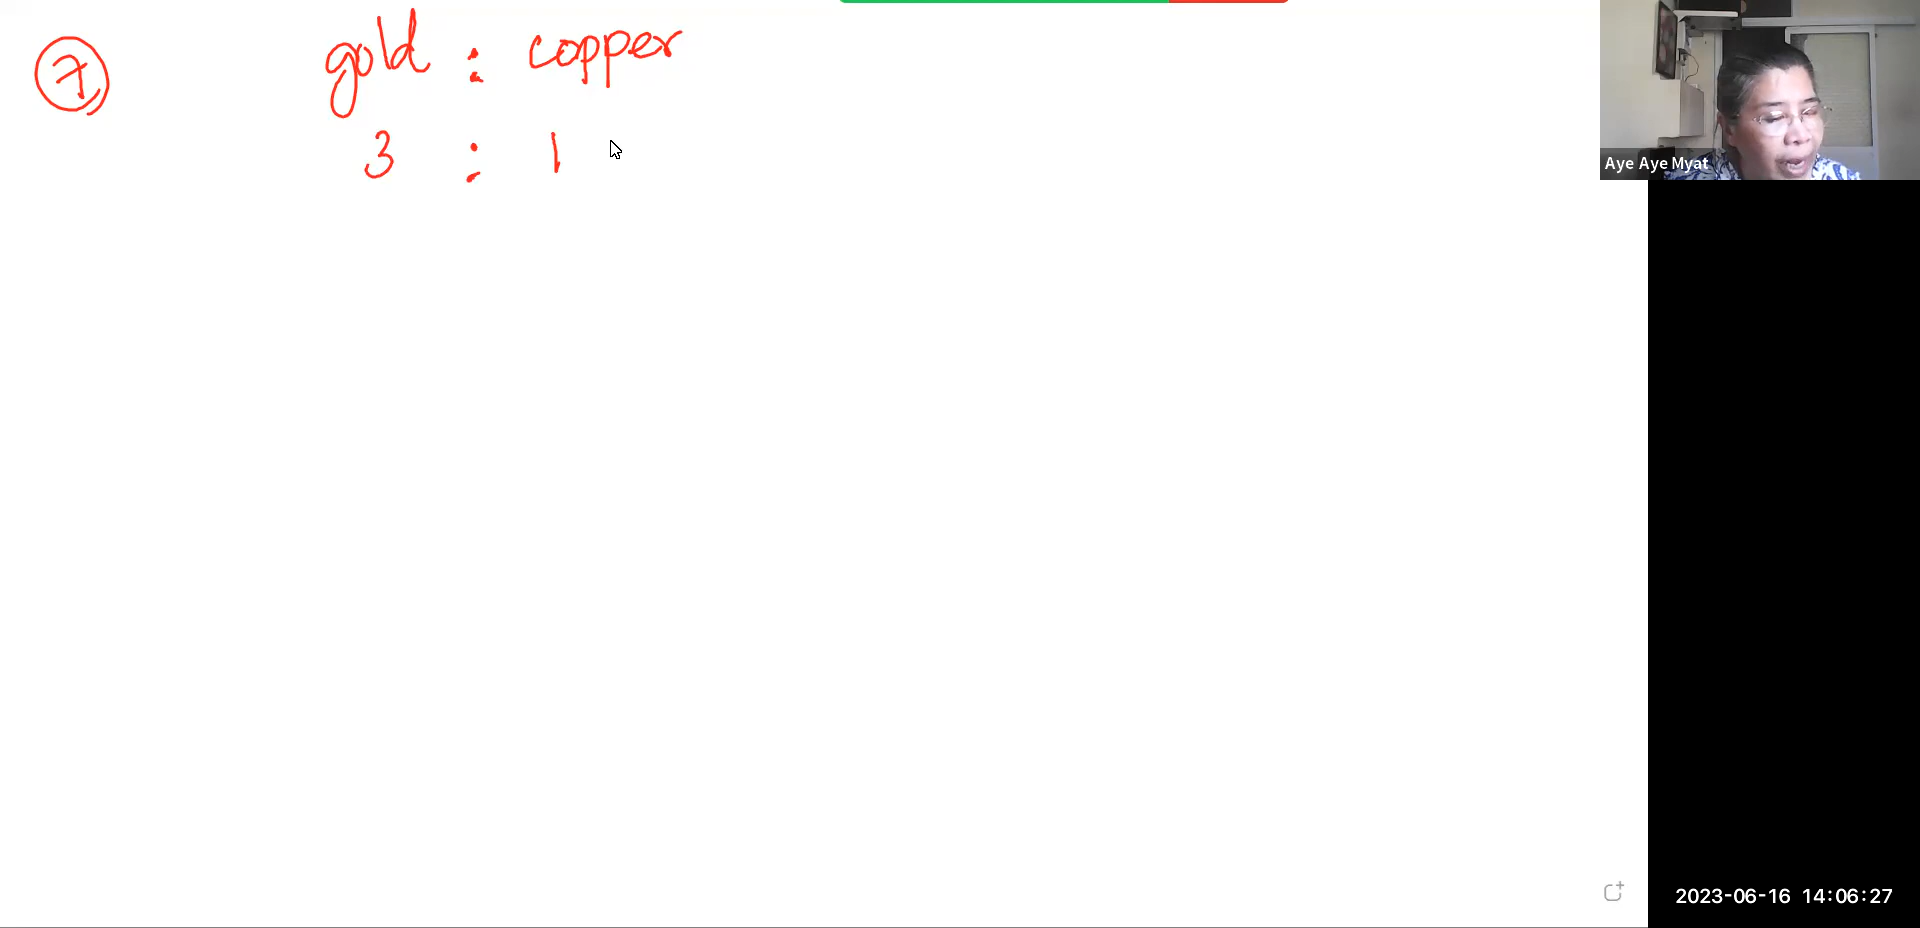 ⑦ gold : copper
3 : 1
Aye Aye Myat
2023-06-16 14:06:27